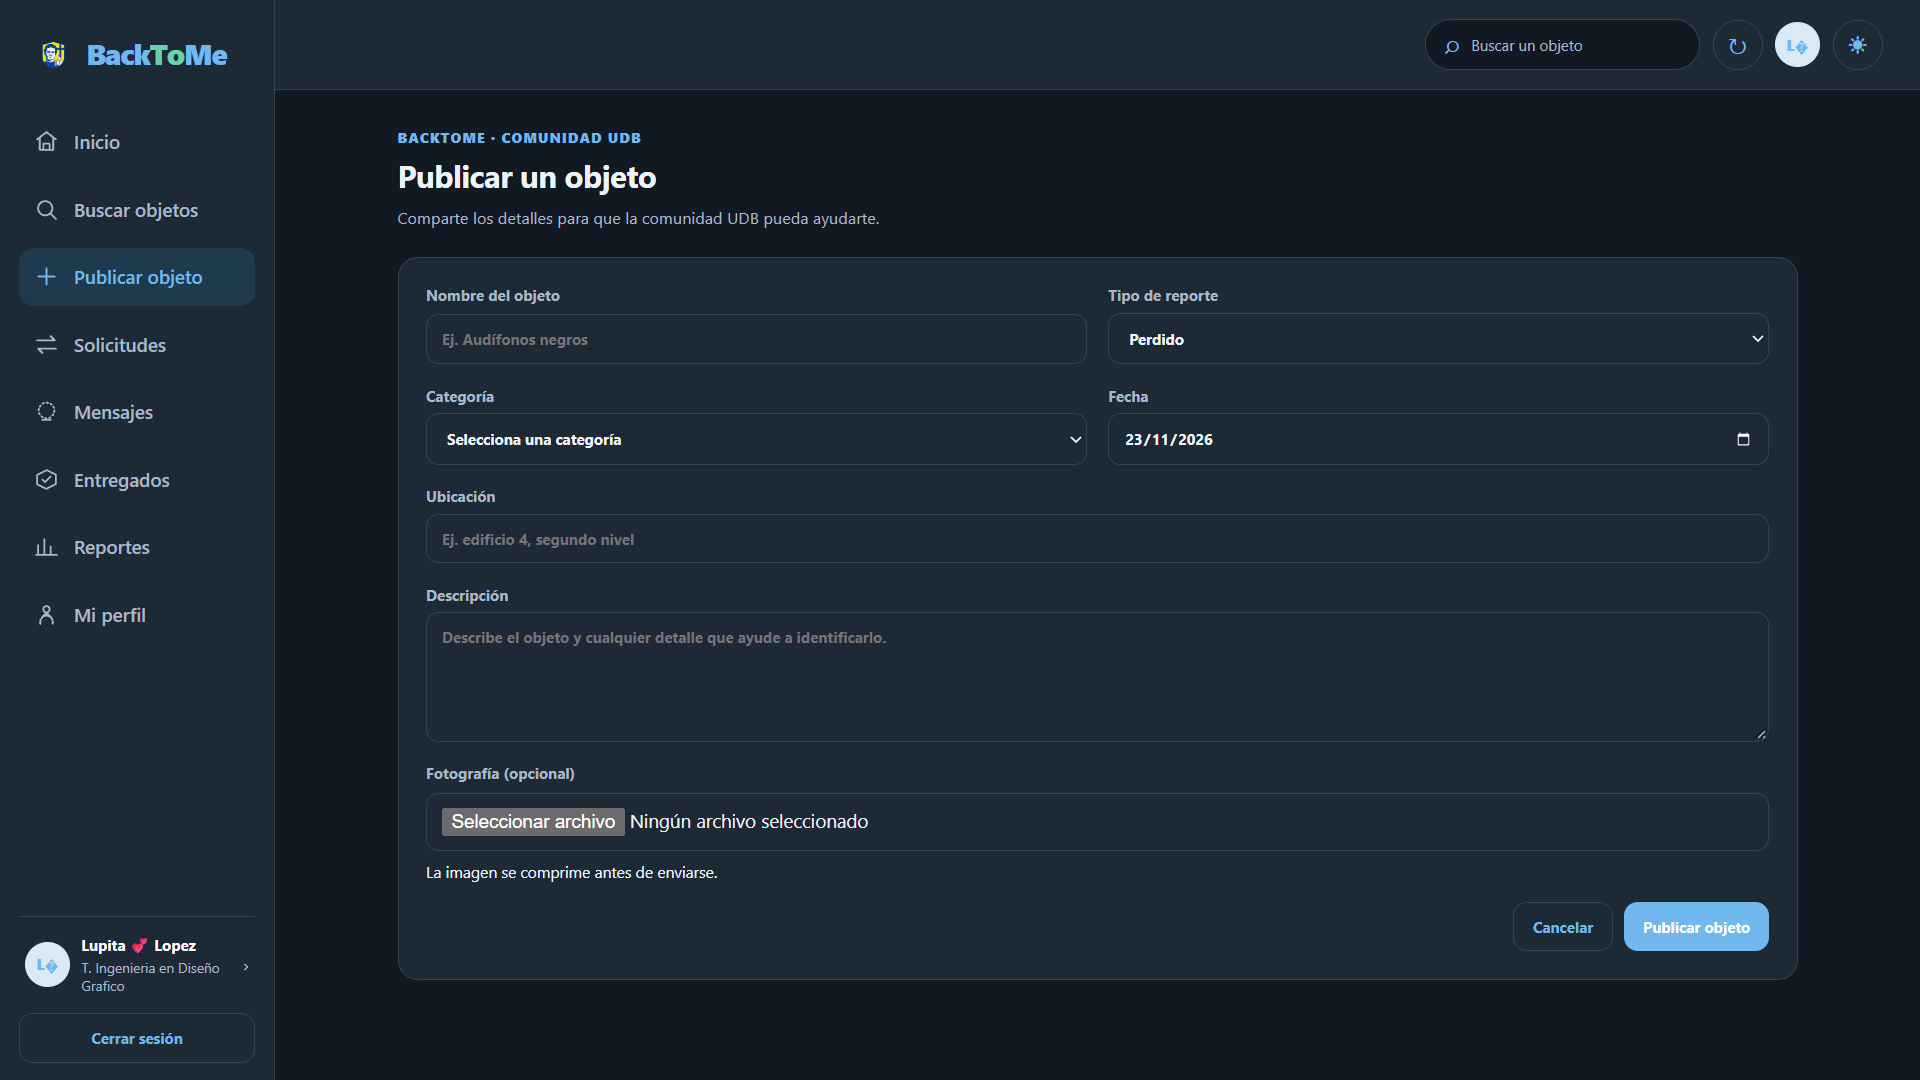 BackToMe
Buscar un objeto
L�
Inicio
Buscar objetos
Publicar objeto
Solicitudes
Mensajes
Entregados
Reportes
Mi perfil
Lupita 💕 Lopez
L�
T. Ingenieria en Diseño
Grafico
Cerrar sesión
BACKTOME · COMUNIDAD UDB
Publicar un objeto
Comparte los detalles para que la comunidad UDB pueda ayudarte.
Nombre del objeto
Ej. Audífonos negros
Tipo de reporte
Perdido
Categoría
Selecciona una categoría
Fecha
23/11/2026
Ubicación
Ej. edificio 4, segundo nivel
Descripción
Describe el objeto y cualquier detalle que ayude a identificarlo.
Fotografía (opcional)
Seleccionar archivo Ningún archivo seleccionado
La imagen se comprime antes de enviarse.
Cancelar
Publicar objeto